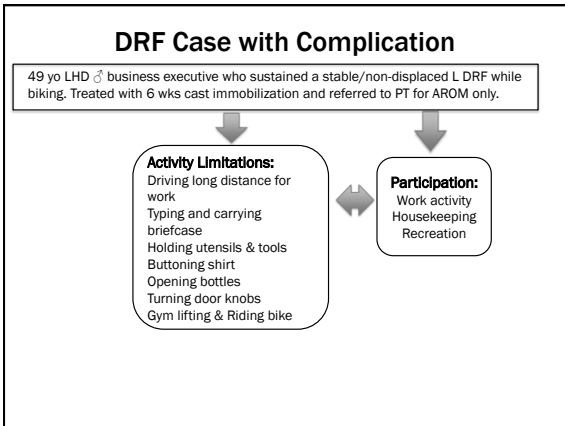 DRF Case with Complication
49 yo LHD ♂ business executive who sustained a stable/non-displaced L DRF while
biking. Treated with 6 wks cast immobilization and referred to PT for AROM only.
Activity Limitations:
Driving long distance for
work
Typing and carrying
briefcase
Holding utensils & tools
Buttoning shirt
Opening bottles
Turning door knobs
Gym lifting & Riding bike
Participation:
Work activity
Housekeeping
Recreation